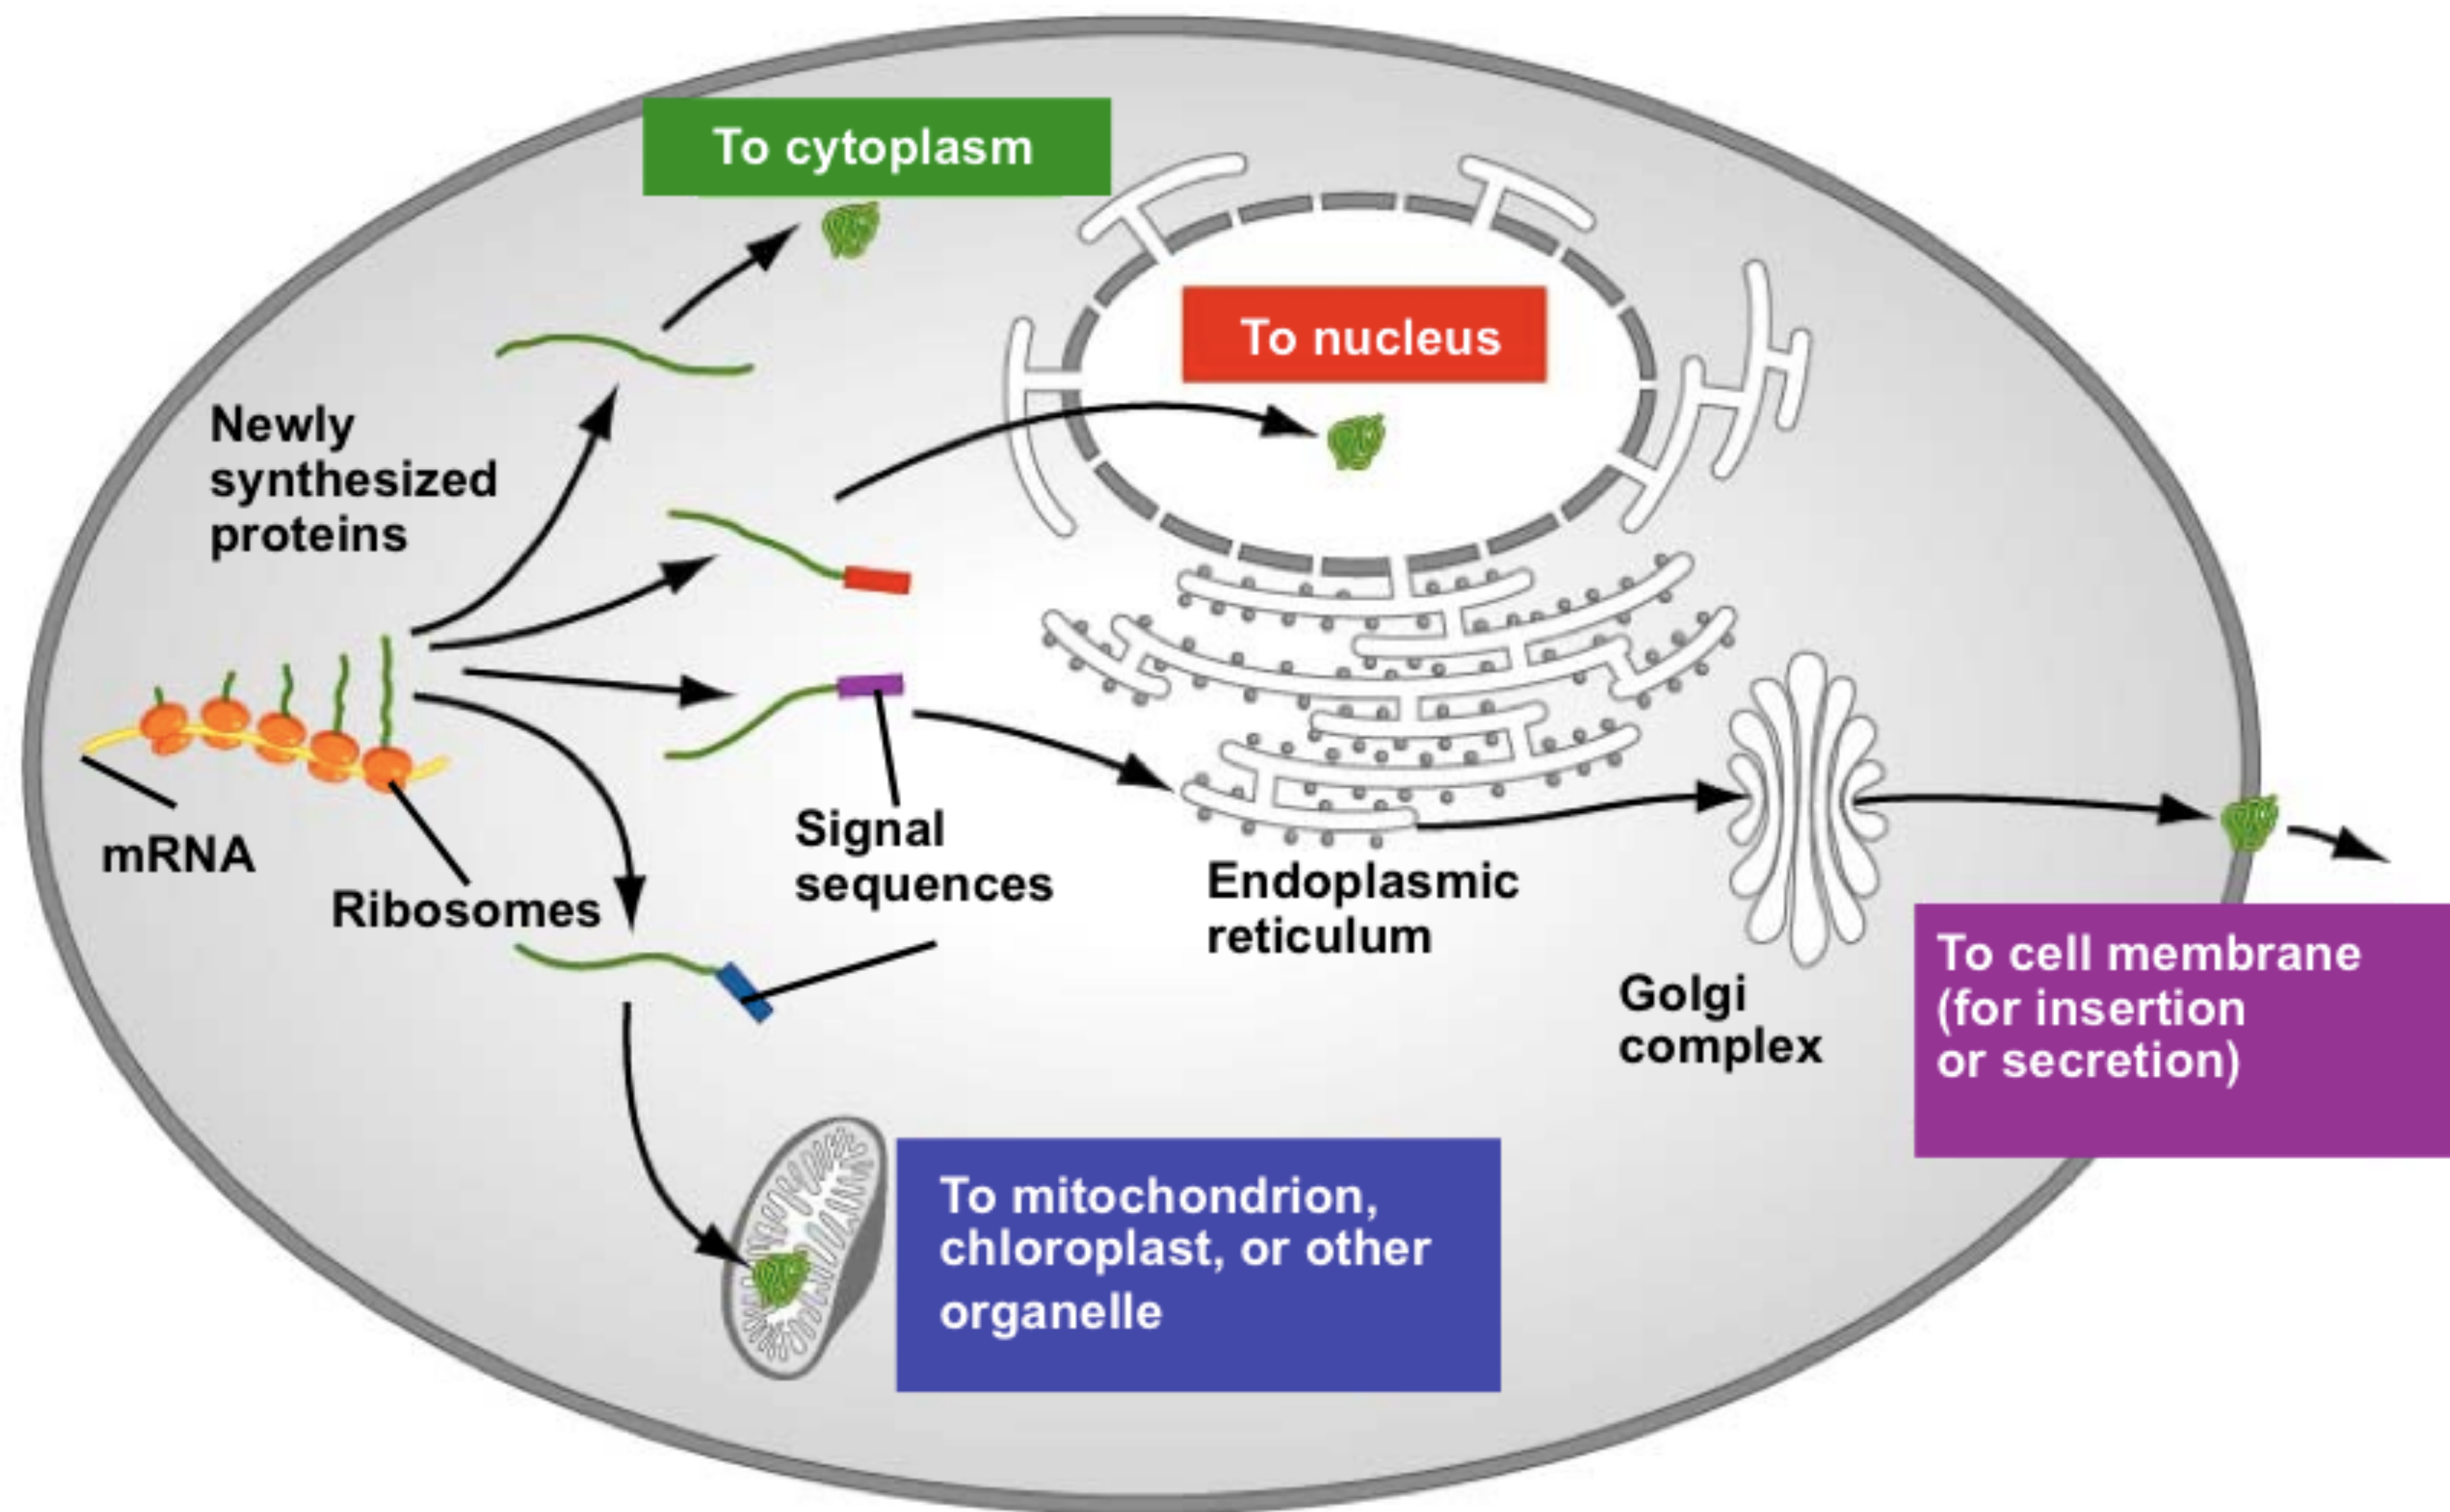 To cytoplasm
To nucleus
Newly
synthesized
proteins
mRNA
Ribosomes
Signal
sequences
Endoplasmic
reticulum
Golgi
complex
To cell membrane
(for insertion
or secretion)
To mitochondrion,
chloroplast, or other
organelle